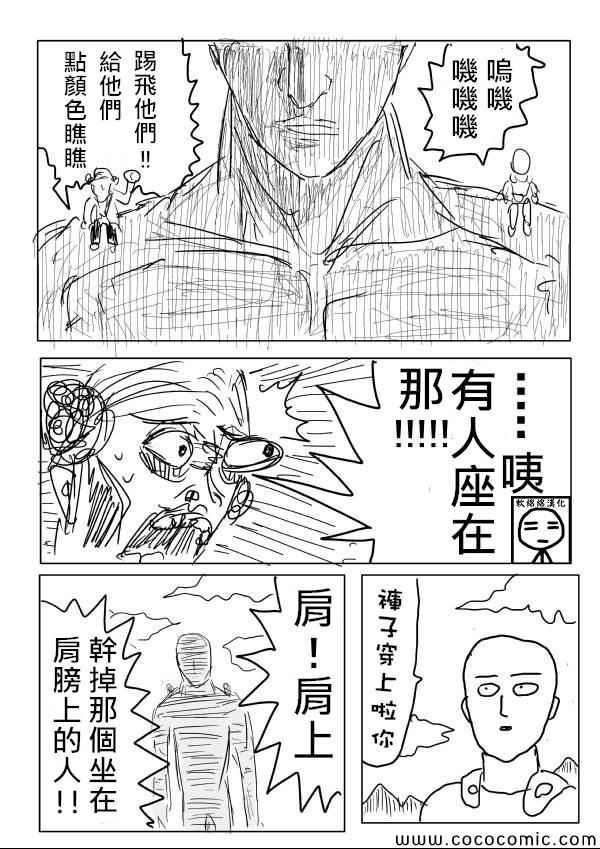 嗚嘰
嘰嘰嘰
踢飛他們!!
給他們
點顏色瞧瞧
……咦
有人座在
那!!!!!
軟綿綿漢化
褲子穿上啦你
肩!肩上
幹掉那個坐在
肩膀上的人!!
www.cococomic.com